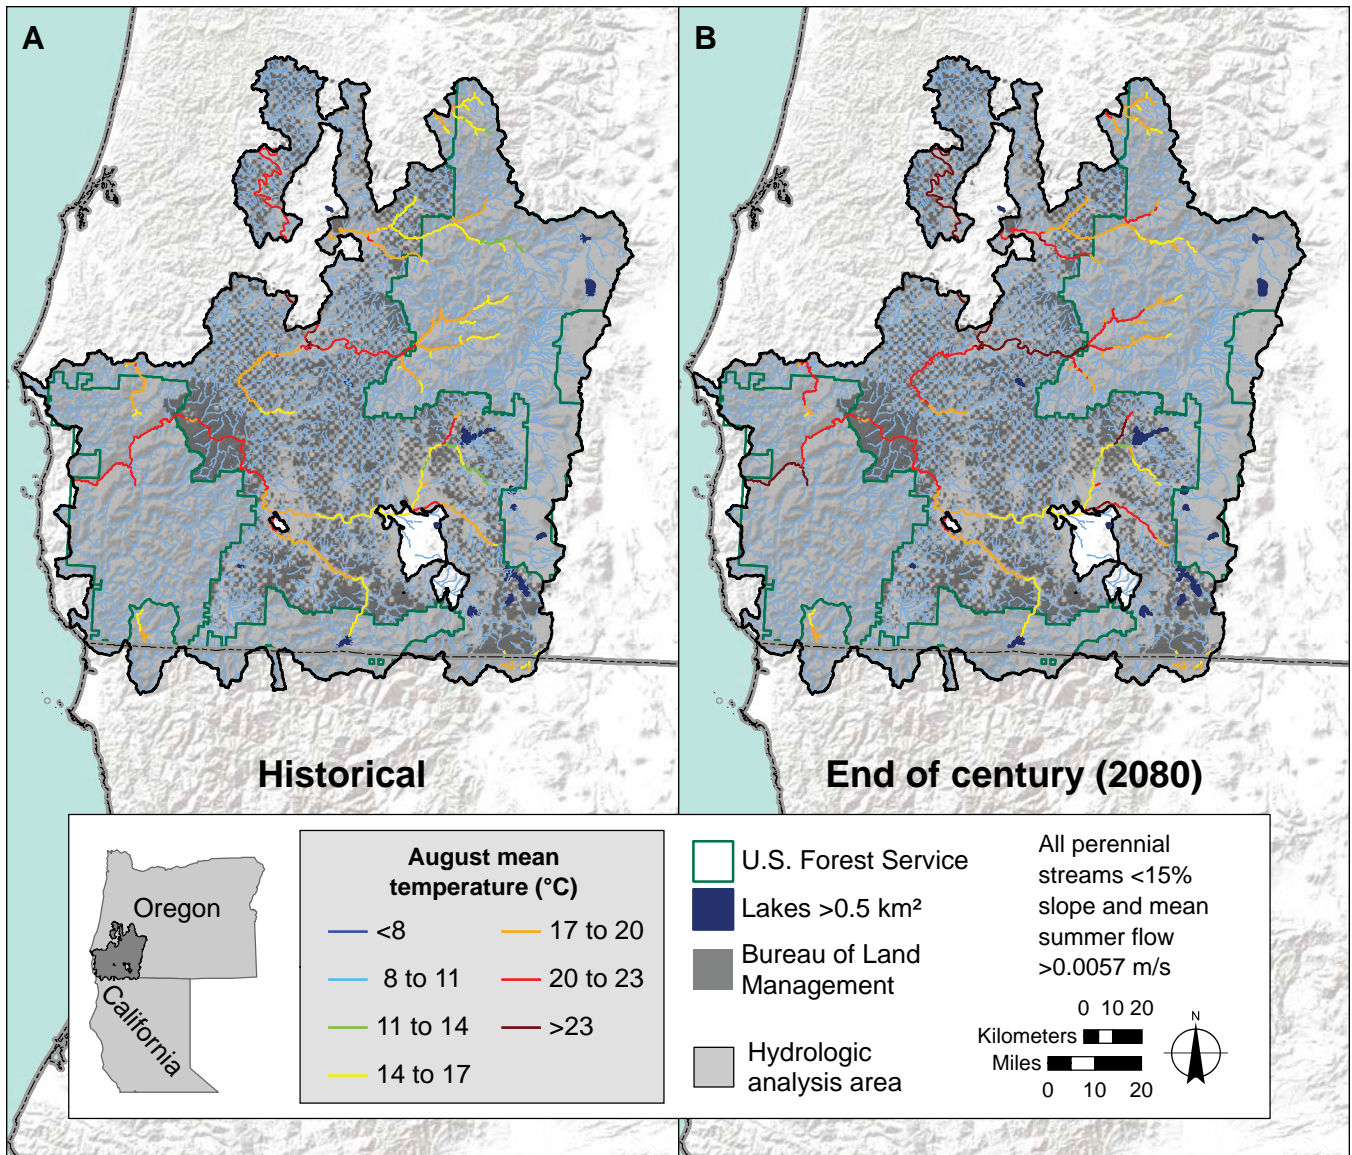 A
B
Historical
End of century (2080)
Oregon
California
August mean
temperature (°C)
<8
8 to 11
11 to 14
14 to 17
17 to 20
20 to 23
>23
U.S. Forest Service
Lakes >0.5 km²
Bureau of Land
Management
Hydrologic
analysis area
All perennial
streams <15%
slope and mean
summer flow
>0.0057 m/s
0 10 20
Kilometers
Miles
0 10 20
N